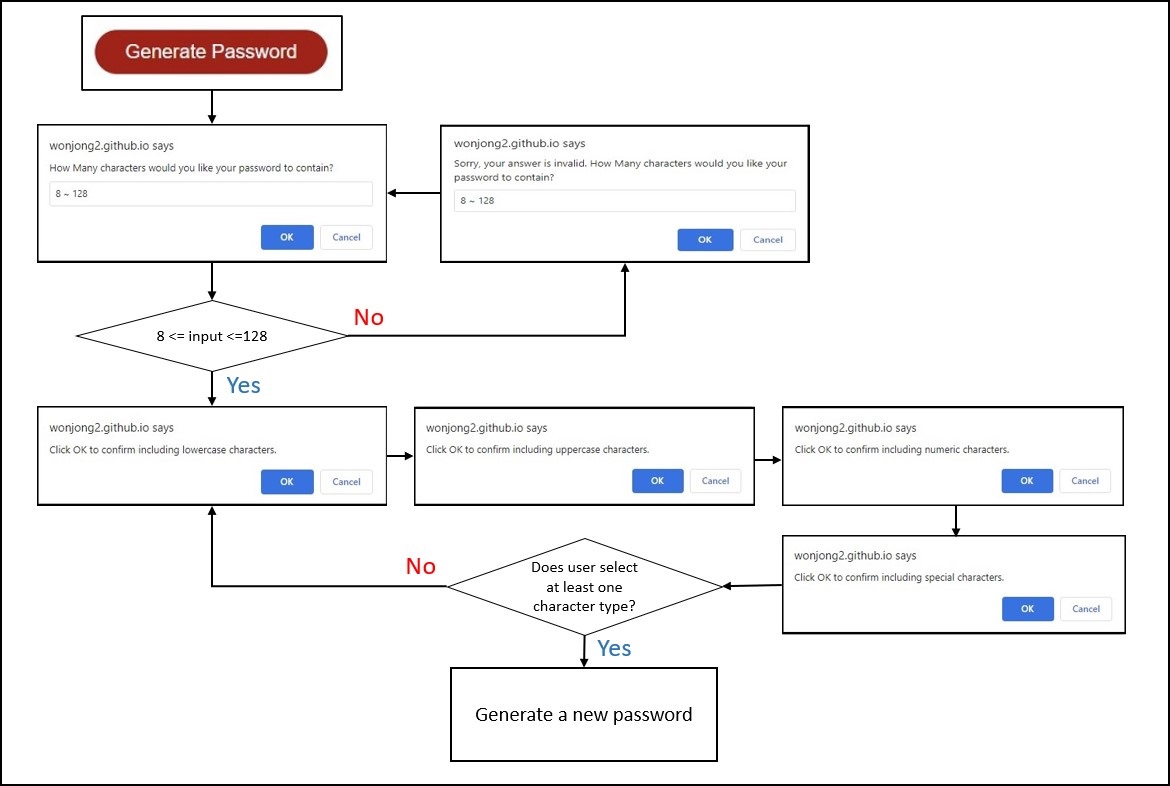 Generate Password
wonjong2.github.io says
How Many characters would you like your password to contain?
8 ~ 128
OK
Cancel
wonjong2.github.io says
Sorry, your answer is invalid. How Many characters would you like your
password to contain?
8 ~ 128
OK
Cancel
8 <= input <=128
No
Yes
wonjong2.github.io says
Click OK to confirm including lowercase characters.
OK
Cancel
wonjong2.github.io says
Click OK to confirm including uppercase characters.
OK
Cancel
wonjong2.github.io says
Click OK to confirm including numeric characters.
OK
Cancel
wonjong2.github.io says
Click OK to confirm including special characters.
OK
Cancel
Does user select
at least one
character type?
No
Yes
Generate a new password